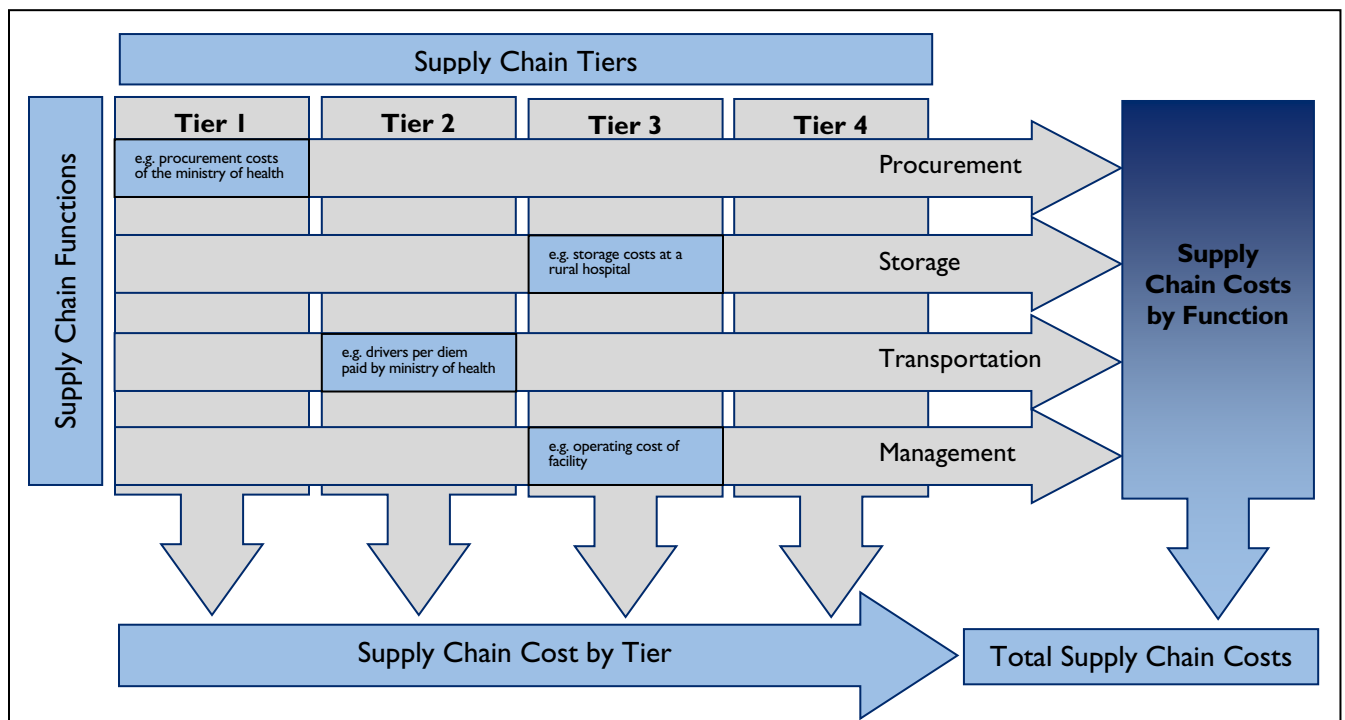 Supply Chain Tiers
Supply Chain Functions
Tier 1
Tier 2
Tier 3
Tier 4
e.g. procurement costs
of the ministry of health
Procurement
e.g. storage costs at a
rural hospital
Storage
e.g. drivers per diem
paid by ministry of health
Transportation
e.g. operating cost of
facility
Management
Supply
Chain Costs
by Function
Supply Chain Cost by Tier
Total Supply Chain Costs